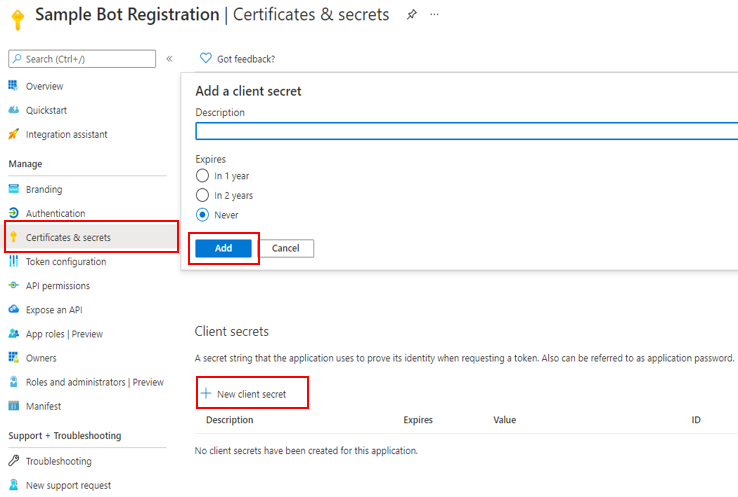 Sample Bot Registration | Certificates & secrets
Search (Ctrl+/)
«
Got feedback?
Overview
Quickstart
Integration assistant
Manage
Branding
Authentication
Certificates & secrets
Token configuration
API permissions
Expose an API
App roles | Preview
Owners
Roles and administrators | Preview
Manifest
Support + Troubleshooting
Troubleshooting
New support request
Add a client secret
Description
Expires
In 1 year
In 2 years
Never
Add Cancel
Client secrets
A secret string that the application uses to prove its identity when requesting a token. Also can be referred to as application password.
New client secret
Description Expires Value ID
No client secrets have been created for this application.